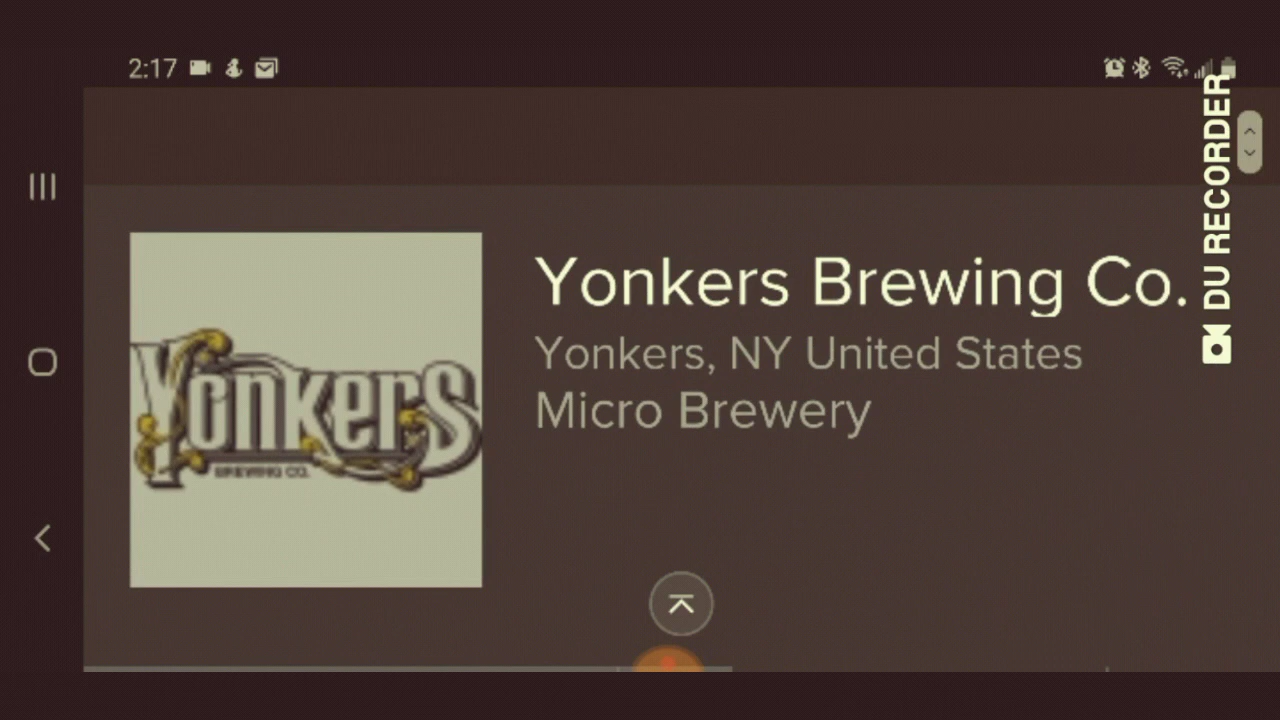 2:17
Yonkers Brewing Co.
Yonkers, NY United States
Micro Brewery
Yonkers
BREWING CO.
DU RECORDER